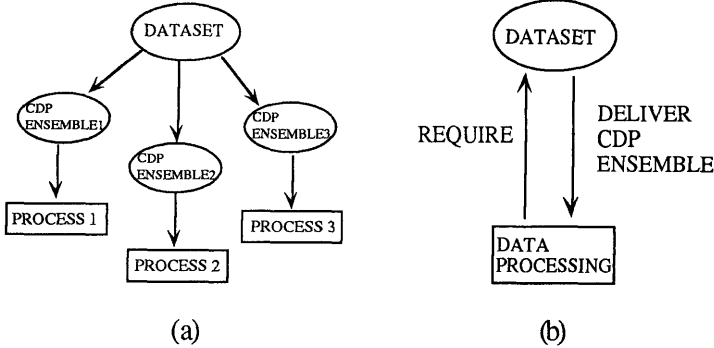 DATASET
CDP
ENSEMBLE1
CDP
ENSEMBLE2
CDP
ENSEMBLE3
PROCESS 1
PROCESS 2
PROCESS 3
(a)
DATASET
REQUIRE
DELIVER
CDP
ENSEMBLE
DATA
PROCESSING
(b)